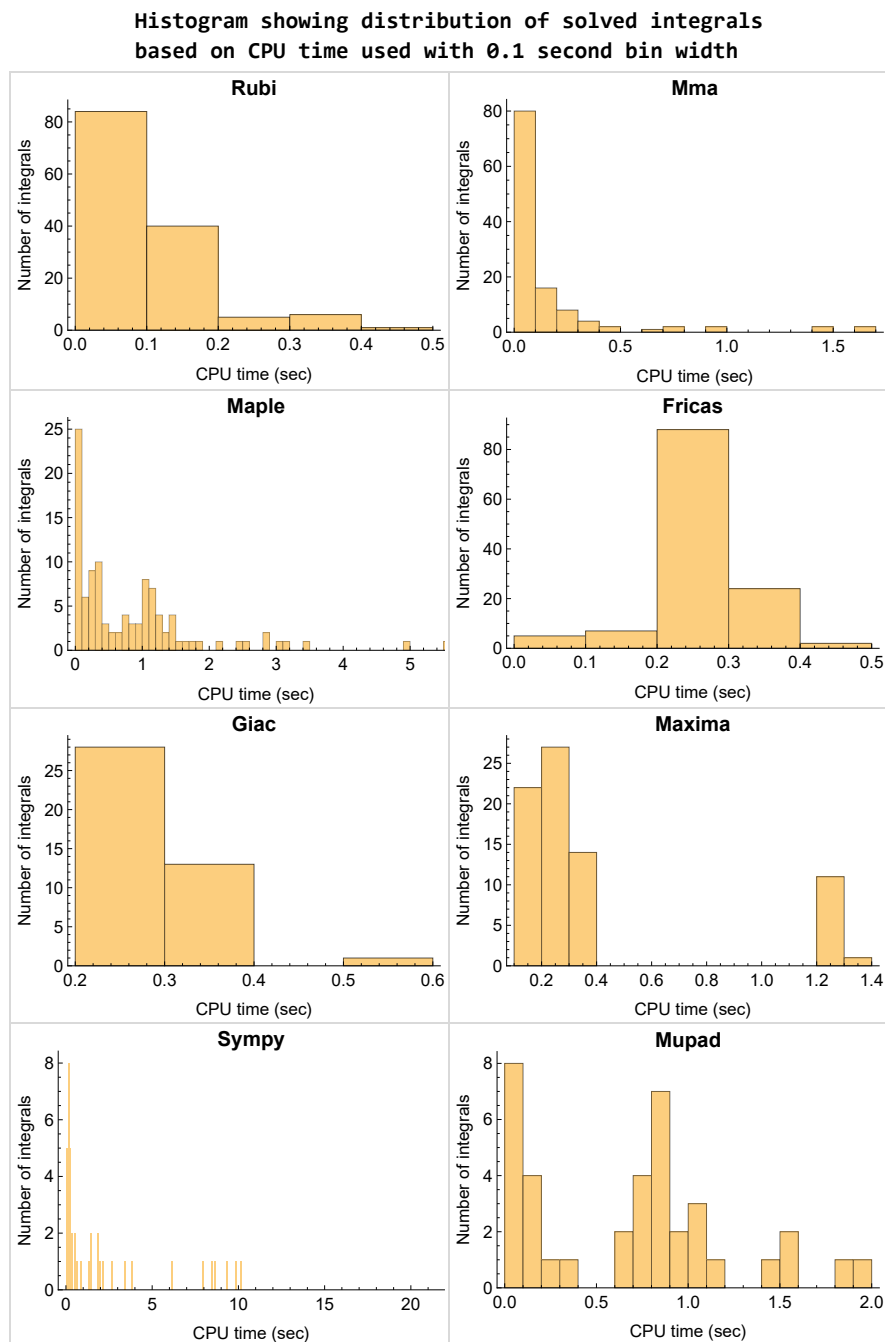 Histogram showing distribution of solved integrals
based on CPU time used with 0.1 second bin width
Rubi
Number of integrals
80
60
40
20
0
0.0 0.1 0.2 0.3 0.4 0.5
CPU time (sec)
Mma
Number of integrals
80
60
40
20
0
0.0 0.5 1.0 1.5
CPU time (sec)
Maple
Number of integrals
25
20
15
10
5
0
0 1 2 3 4 5
CPU time (sec)
Fricas
Number of integrals
80
60
40
20
0
0.0 0.1 0.2 0.3 0.4 0.5
CPU time (sec)
Giac
Number of integrals
25
20
15
10
5
0
0.2 0.3 0.4 0.5 0.6
CPU time (sec)
Maxima
Number of integrals
25
20
15
10
5
0
0.2 0.4 0.6 0.8 1.0 1.2 1.4
CPU time (sec)
Sympy
Number of integrals
8
6
4
2
0
0 5 10 15 20
CPU time (sec)
Mupad
Number of integrals
8
6
4
2
0
0.0 0.5 1.0 1.5 2.0
CPU time (sec)